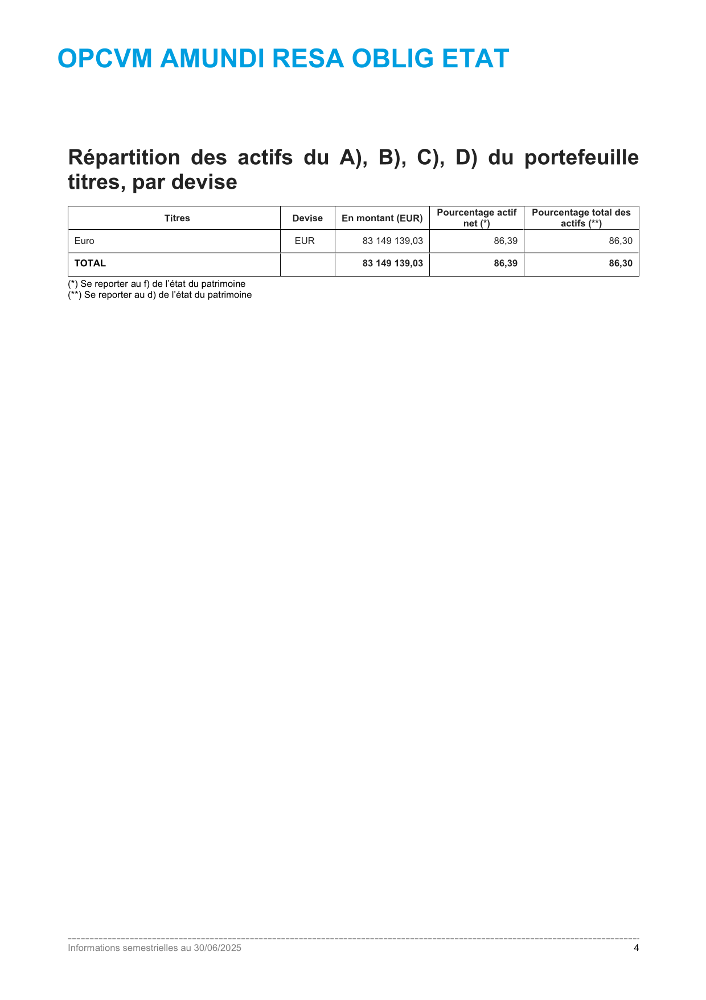 OPCVM AMUNDI RESA OBLIG ETAT
Répartition des actifs du A), B), C), D) du portefeuille
titres, par devise
Titres Devise En montant (EUR) Pourcentage actif net (*) Pourcentage total des actifs (**)
Euro EUR 83 149 139,03 86,39 86,30
TOTAL 83 149 139,03 86,39 86,30
(*) Se reporter au f) de l’état du patrimoine
(**) Se reporter au d) de l’état du patrimoine
Informations semestrielles au 30/06/2025 4